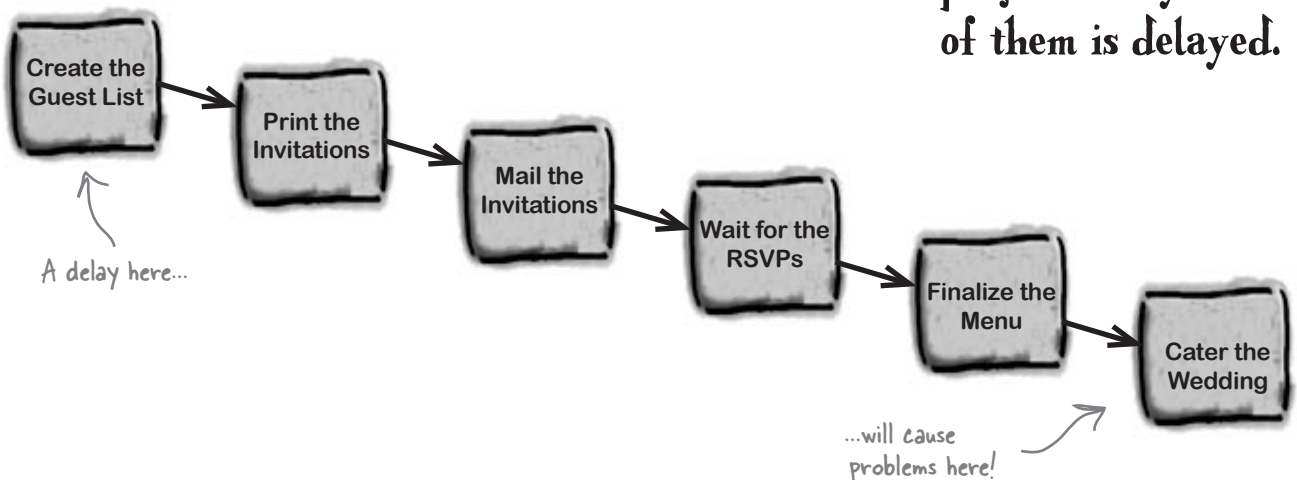 of them is delayed.
Create the
Guest List
Print the
Invitations
Mail the
Invitations
Wait for the
RSVPs
Finalize the
Menu
Cater the
Wedding
A delay here...
...will cause
problems here!